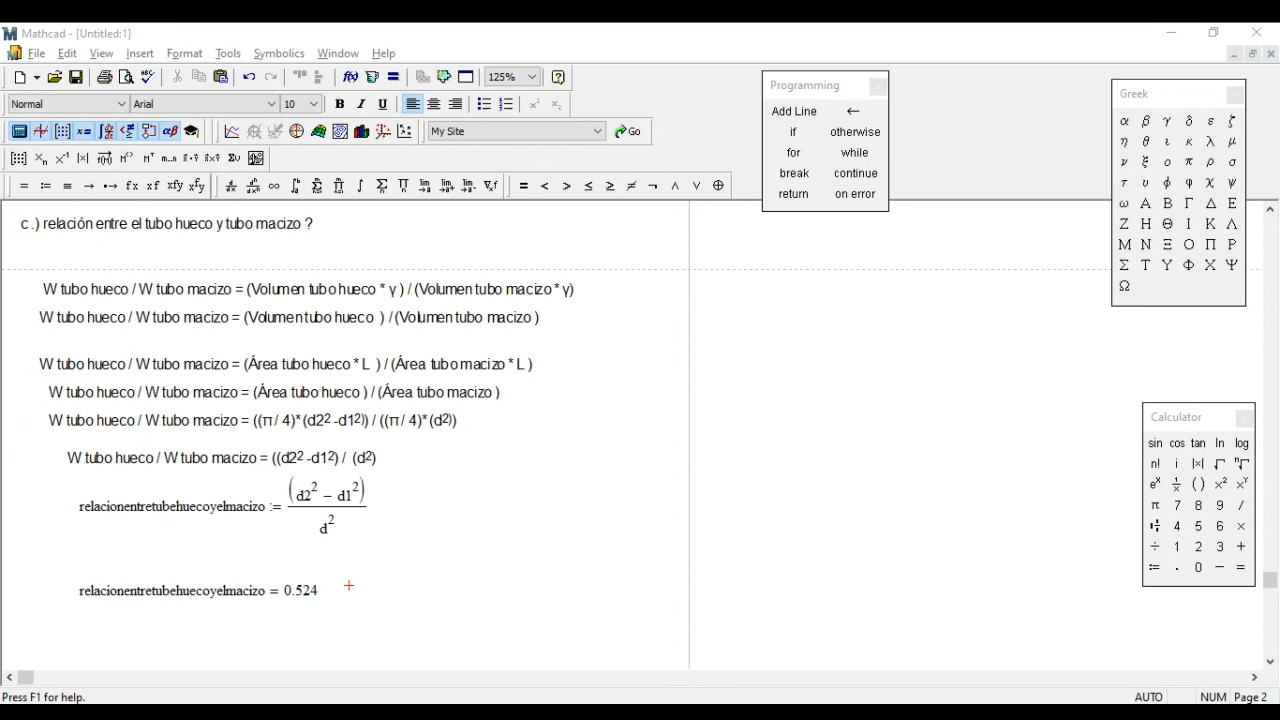 Mathcad - [Untitled:1]
File Edit View Insert Format Tools Symbolics Window Help
125%
Normal Arial 10 B I U
My Site Go
c .) relación entre el tubo hueco y tubo macizo ?
W tubo hueco / W tubo macizo = (Volumen tubo hueco * γ ) / (Volumen tubo macizo * γ)
W tubo hueco / W tubo macizo = (Volumen tubo hueco ) / (Volumen tubo macizo )
W tubo hueco / W tubo macizo = (Área tubo hueco * L ) / (Área tubo macizo * L )
W tubo hueco / W tubo macizo = (Área tubo hueco ) / (Área tubo macizo )
W tubo hueco / W tubo macizo = ((π / 4)* (d2² -d1²)) / ((π / 4)* (d²))
W tubo hueco / W tubo macizo = ((d2² -d1²) / (d²)
relacionentretubehuecoyelmacizo := (d2² − d1²) / d²
relacionentretubehuecoyelmacizo = 0.524
Programming
Add Line ←
if otherwise
for while
break continue
return on error
Greek
α β γ δ ε ζ
η θ ι κ λ μ
ν ξ ο π ρ σ
τ υ ϕ φ χ ψ
ω Α Β Γ Δ Ε
Ζ Η Θ Ι Κ Λ
Μ Ν Ξ Ο Π Ρ
Σ Τ Υ Φ Χ Ψ
Ω
Calculator
sin cos tan ln log
n! i |×| √ ⁿ√
eˣ 1/x ( ) x² xʸ
π 7 8 9 /
4 5 6 ×
÷ 1 2 3 +
:= . 0 − =
Press F1 for help.
AUTO NUM Page 2